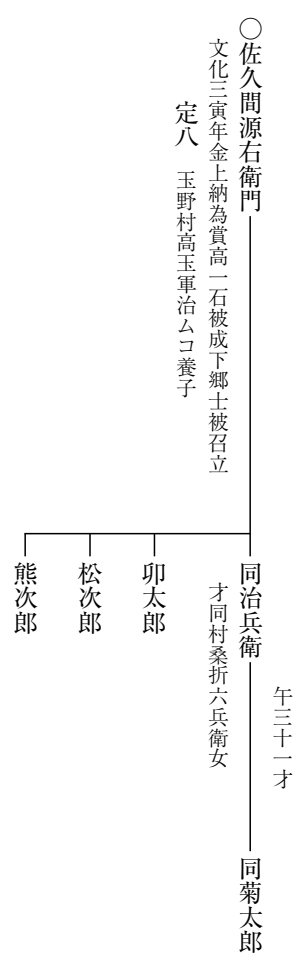 ○佐久間源右衛門
文化三寅年金上納為賞高一石被成下郷士被召立
定八　玉野村高玉軍治ムコ養子
午三十一才
同治兵衛
才同村桑折六兵衛女
卯太郎
松次郎
熊次郎
同菊太郎